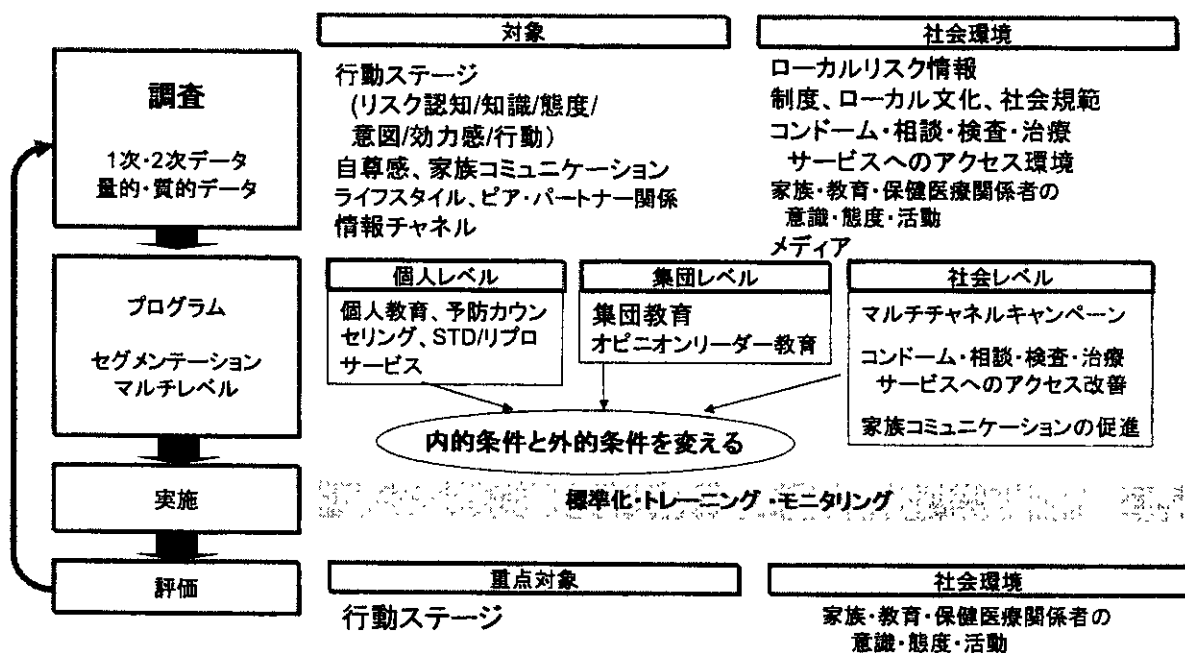 対象
社会環境
調査
1次・2次データ
量的・質的データ
行動ステージ
(リスク認知/知識/態度/
意図/効力感/行動)
自尊感、家族コミュニケーション
ライフスタイル、ピア・パートナー関係
情報チャネル
ローカルリスク情報
制度、ローカル文化、社会規範
コンドーム・相談・検査・治療
サービスへのアクセス環境
家族・教育・保健医療関係者の
意識・態度・活動
メディア
プログラム
セグメンテーション
マルチレベル
個人レベル
個人教育、予防カウン
セリング、STD/リプロ
サービス
集団レベル
集団教育
オピニオンリーダー教育
社会レベル
マルチチャネルキャンペーン
コンドーム・相談・検査・治療
サービスへのアクセス改善
家族コミュニケーションの促進
内的条件と外的条件を変える
実施
標準化・トレーニング・モニタリング
評価
重点対象
行動ステージ
社会環境
家族・教育・保健医療関係者の
意識・態度・活動